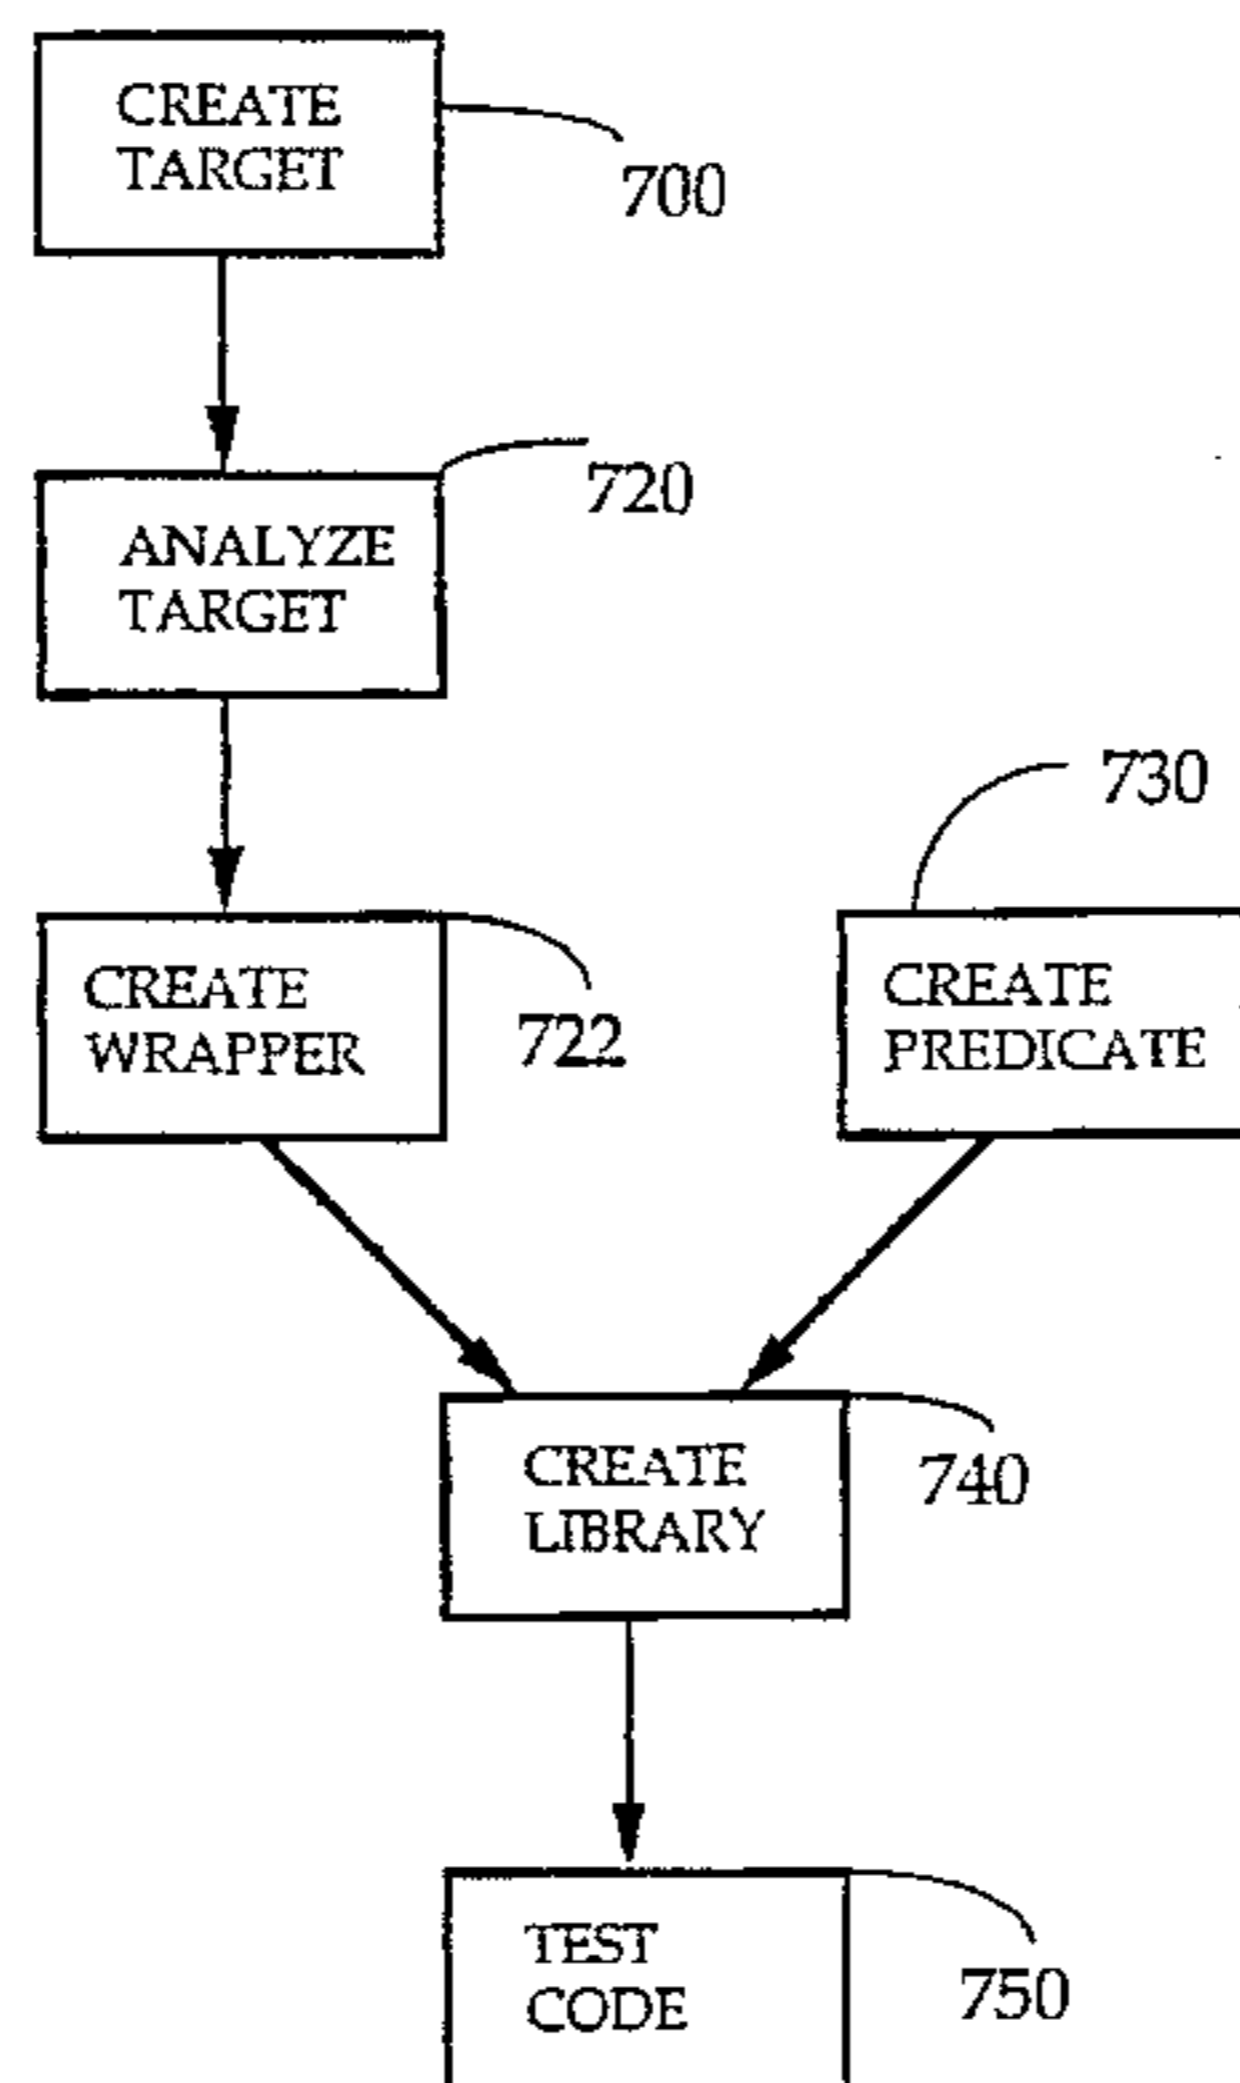 CREATE
TARGET
700
720
ANALYZE
TARGET
730
CREATE
WRAPPER
722
CREATE
PREDICATE
740
CREATE
LIBRARY
TEST
CODE
750